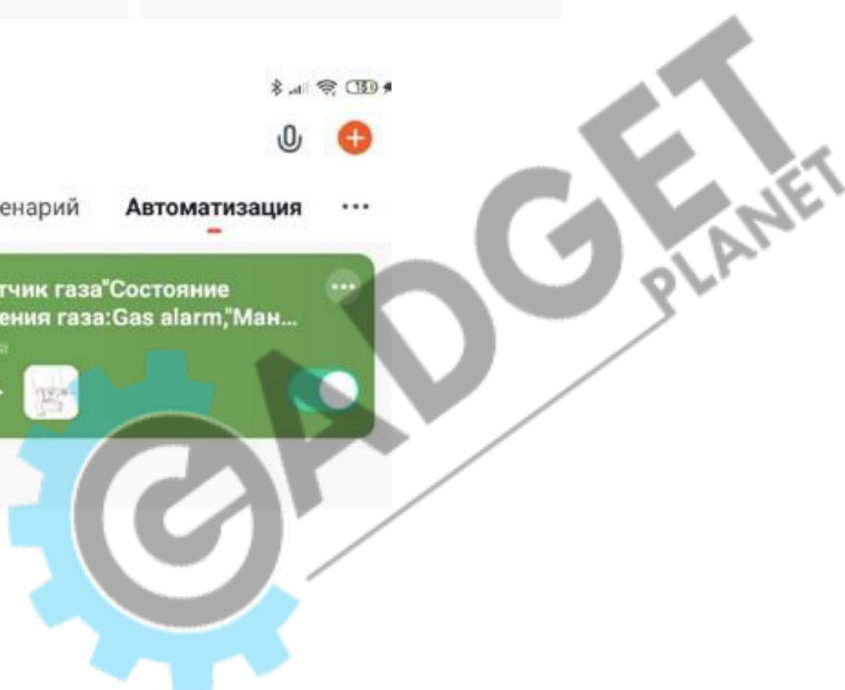 енарий Автоматизация ...
тчик газа"Состояние
ения газа:Gas alarm,"Ман...
GADGET
PLANET